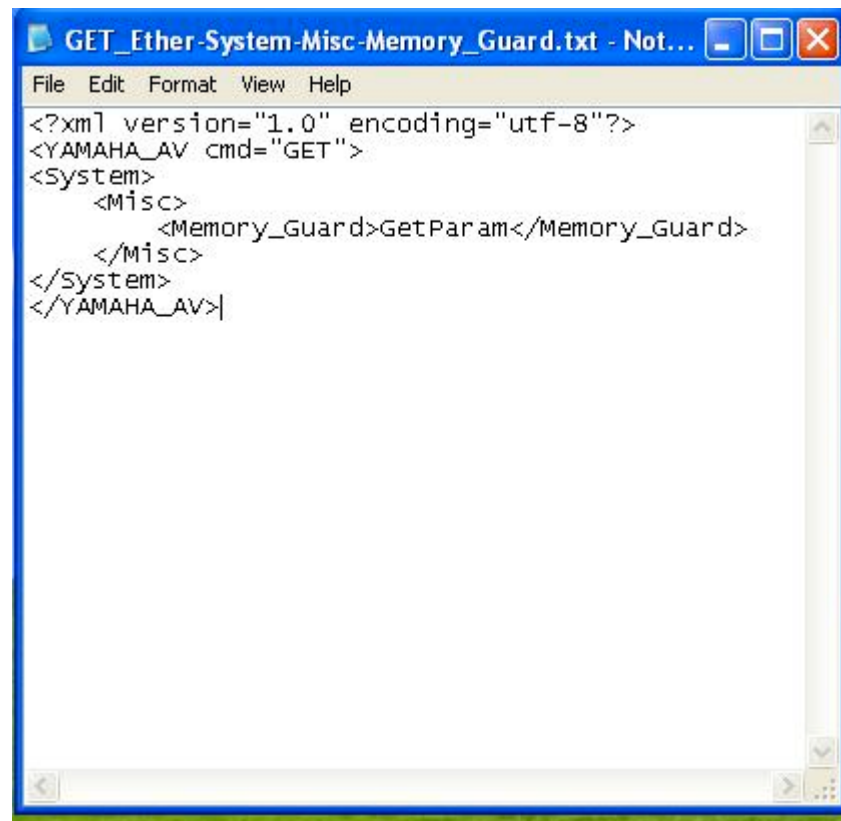 GET_Ether-System-Misc-Memory_Guard.txt - Not...
File Edit Format View Help
<?xml version="1.0" encoding="utf-8"?>
<YAMAHA_AV cmd="GET">
<System>
    <Misc>
        <Memory_Guard>GetParam</Memory_Guard>
    </Misc>
</System>
</YAMAHA_AV>